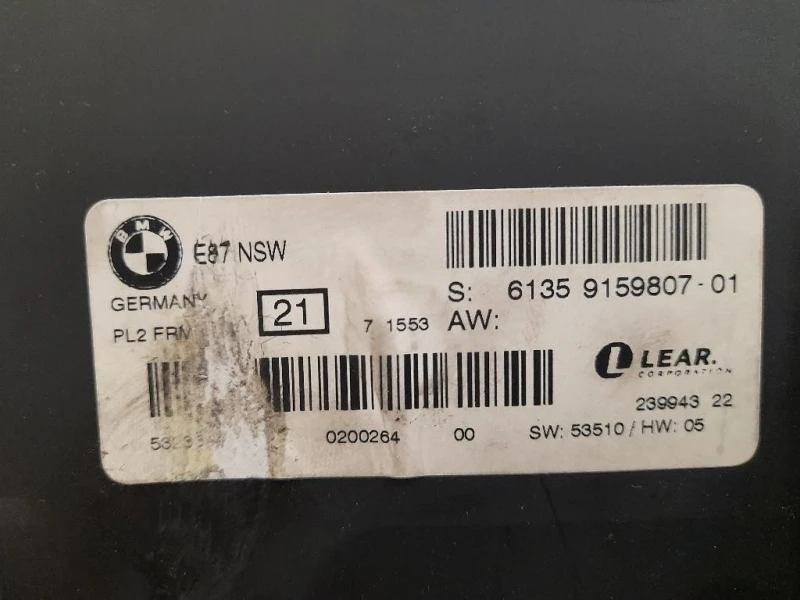 BMW
E87 NSW
S: 6135 9159807-01
GERMANY
21
7 1553 AW:
PL2 FRM
LEAR.
CORPORATION
239943 22
0200264 00 SW: 53510 / HW: 05